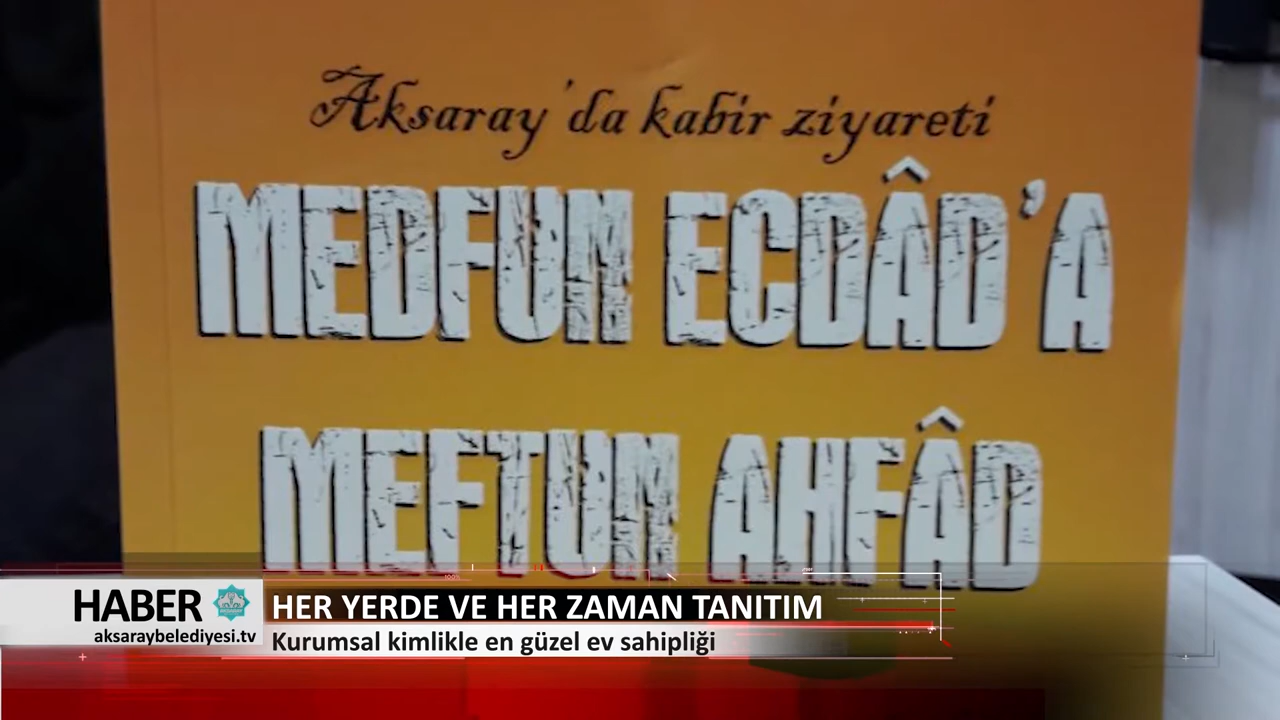 Aksaray'da kabir ziyareti
MEDFUN ECDÂD'A
MEFTUN AHFÂD
HABER
aksaraybelediyesi.tv
HER YERDE VE HER ZAMAN TANITIM
Kurumsal kimlikle en güzel ev sahipliği
100%